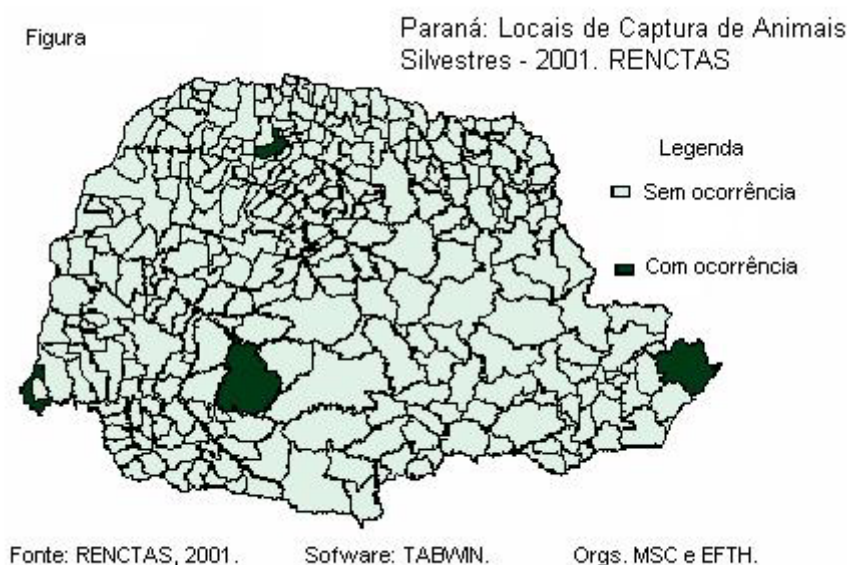 Figura
Paraná: Locais de Captura de Animais
Silvestres - 2001. RENCTAS
Legenda
Sem ocorrência
Com ocorrência
Fonte: RENCTAS, 2001. Sofware: TABWIN. Orgs. MSC e EFTH.